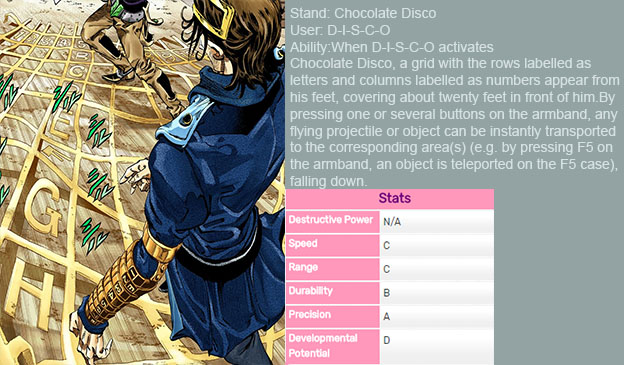 Stand: Chocolate Disco
User: D-I-S-C-O
Ability:When D-I-S-C-O activates
Chocolate Disco, a grid with the rows labelled as
letters and columns labelled as numbers appear from
his feet, covering about twenty feet in front of him.By
pressing one or several buttons on the armband, any
flying projectile or object can be instantly transported
to the corresponding area(s) (e.g. by pressing F5 on
the armband, an object is teleported on the F5 case),
falling down.
Stats
Destructive Power N/A
Speed C
Range C
Durability B
Precision A
Developmental
Potential D
E
G
H